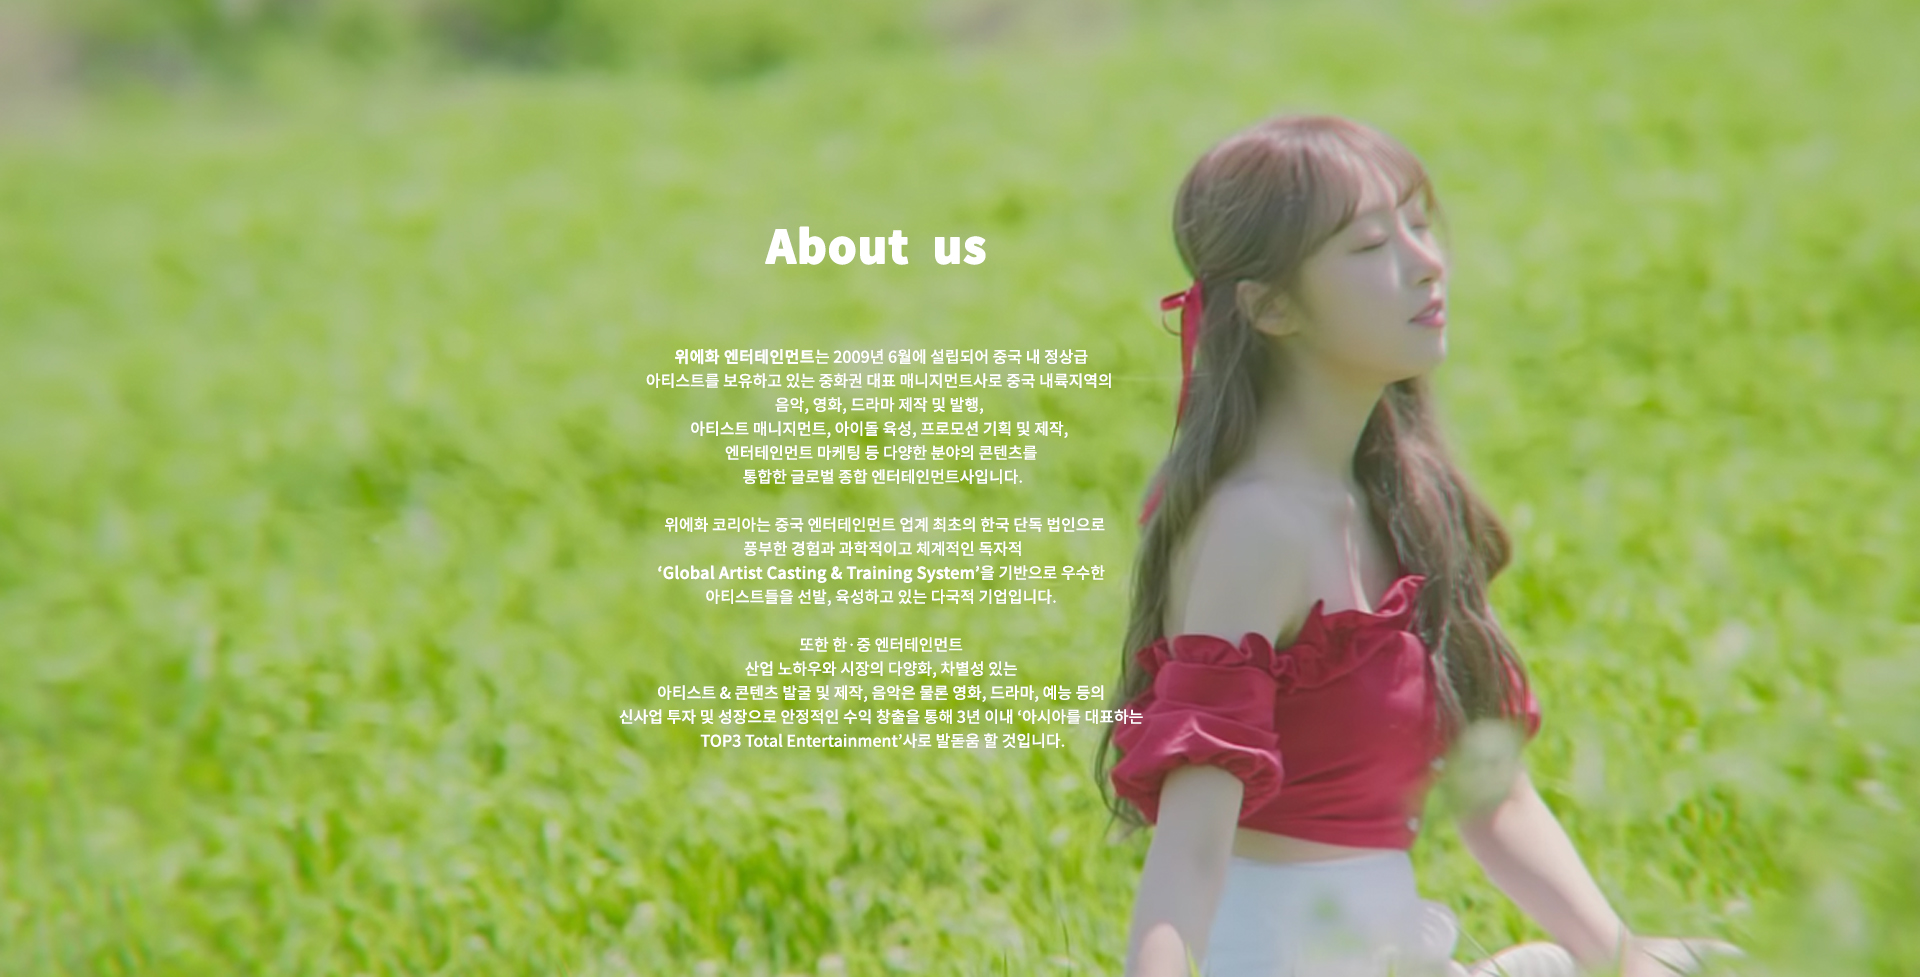 About us
위에화 엔터테인먼트는 2009년 6월에 설립되어 중국 내 정상급
아티스트를 보유하고 있는 중화권 대표 매니지먼트사로 중국 내륙지역의
음악, 영화, 드라마 제작 및 발행,
아티스트 매니지먼트, 아이돌 육성, 프로모션 기획 및 제작,
엔터테인먼트 마케팅 등 다양한 분야의 콘텐츠를
통합한 글로벌 종합 엔터테인먼트사입니다.
위에화 코리아는 중국 엔터테인먼트 업계 최초의 한국 단독 법인으로
풍부한 경험과 과학적이고 체계적인 독자적
‘Global Artist Casting & Training System’을 기반으로 우수한
아티스트들을 선발, 육성하고 있는 다국적 기업입니다.
또한 한·중 엔터테인먼트
산업 노하우와 시장의 다양화, 차별성 있는
아티스트 & 콘텐츠 발굴 및 제작, 음악은 물론 영화, 드라마, 예능 등의
신사업 투자 및 성장으로 안정적인 수익 창출을 통해 3년 이내 ‘아시아를 대표하는
TOP3 Total Entertainment’사로 발돋움 할 것입니다.